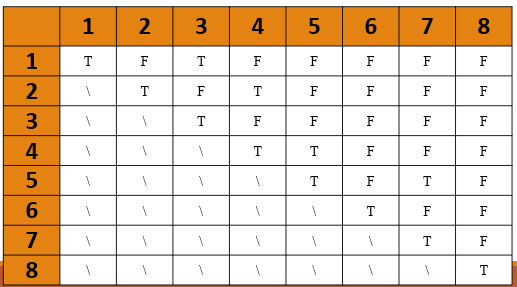 1 2 3 4 5 6 7 8
1 T F T F F F F F
2 \ T F T F F F F
3 \ \ T F F F F F
4 \ \ \ T T F F F
5 \ \ \ \ T F T F
6 \ \ \ \ \ T F F
7 \ \ \ \ \ \ T F
8 \ \ \ \ \ \ \ T